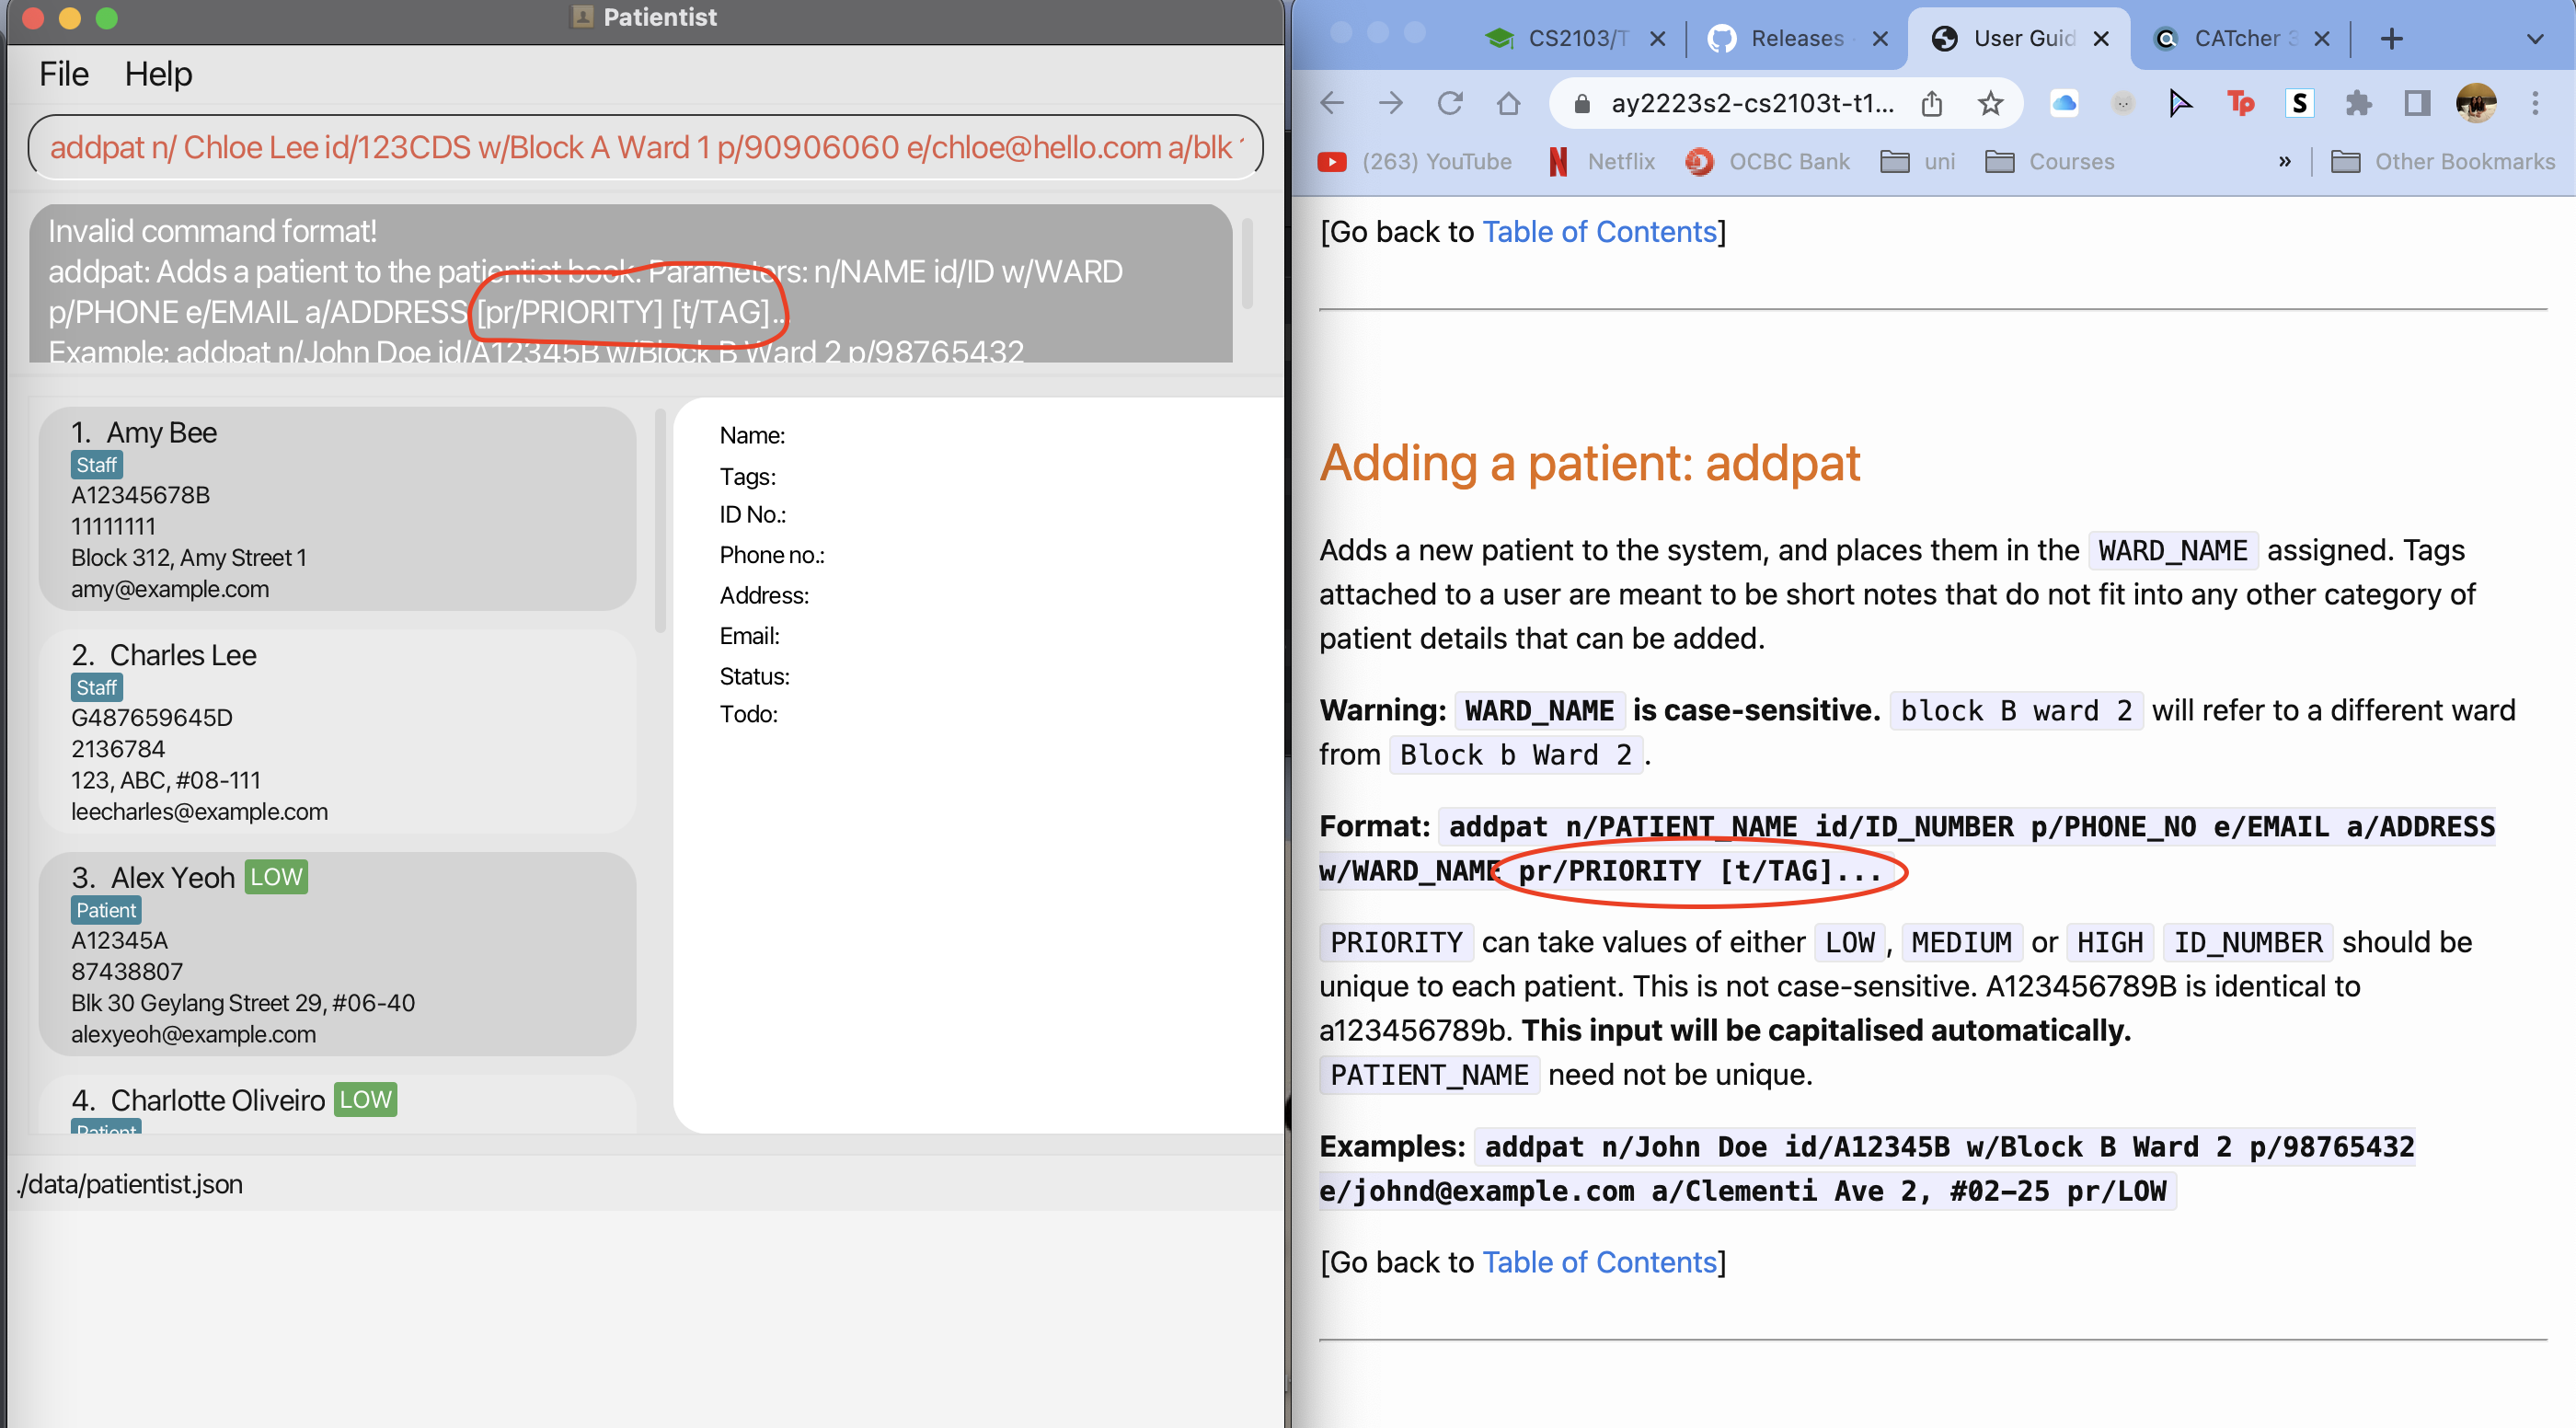 Patientist
File Help
addpat n/ Chloe Lee id/123CDS w/Block A Ward 1 p/90906060 e/chloe@hello.com a/blk
Invalid command format!
addpat: Adds a patient to the patientist book. Parameters: n/NAME id/ID w/WARD
p/PHONE e/EMAIL a/ADDRESS [pr/PRIORITY] [t/TAG]...
Example: addpat n/John Doe id/A12345B w/Block B Ward 2 p/98765432
1. Amy Bee
Staff
A12345678B
11111111
Block 312, Amy Street 1
amy@example.com
2. Charles Lee
Staff
G487659645D
2136784
123, ABC, #08-111
leecharles@example.com
3. Alex Yeoh LOW
Patient
A12345A
87438807
Blk 30 Geylang Street 29, #06-40
alexyeoh@example.com
4. Charlotte Oliveiro LOW
Patient
Name:
Tags:
ID No.:
Phone no.:
Address:
Email:
Status:
Todo:
./data/patientist.json
CS2103/T Releases User Guid CATcher 3
ay2223s2-cs2103t-t1...
Tp S
(263) YouTube Netflix OCBC Bank uni Courses » Other Bookmarks
[Go back to Table of Contents]
Adding a patient: addpat
Adds a new patient to the system, and places them in the WARD_NAME assigned. Tags
attached to a user are meant to be short notes that do not fit into any other category of
patient details that can be added.
Warning: WARD_NAME is case-sensitive. block B ward 2 will refer to a different ward
from Block b Ward 2.
Format: addpat n/PATIENT_NAME id/ID_NUMBER p/PHONE_NO e/EMAIL a/ADDRESS
w/WARD_NAME pr/PRIORITY [t/TAG]...
PRIORITY can take values of either LOW, MEDIUM or HIGH ID_NUMBER should be
unique to each patient. This is not case-sensitive. A123456789B is identical to
a123456789b. This input will be capitalised automatically.
PATIENT_NAME need not be unique.
Examples: addpat n/John Doe id/A12345B w/Block B Ward 2 p/98765432
e/johnd@example.com a/Clementi Ave 2, #02-25 pr/LOW
[Go back to Table of Contents]